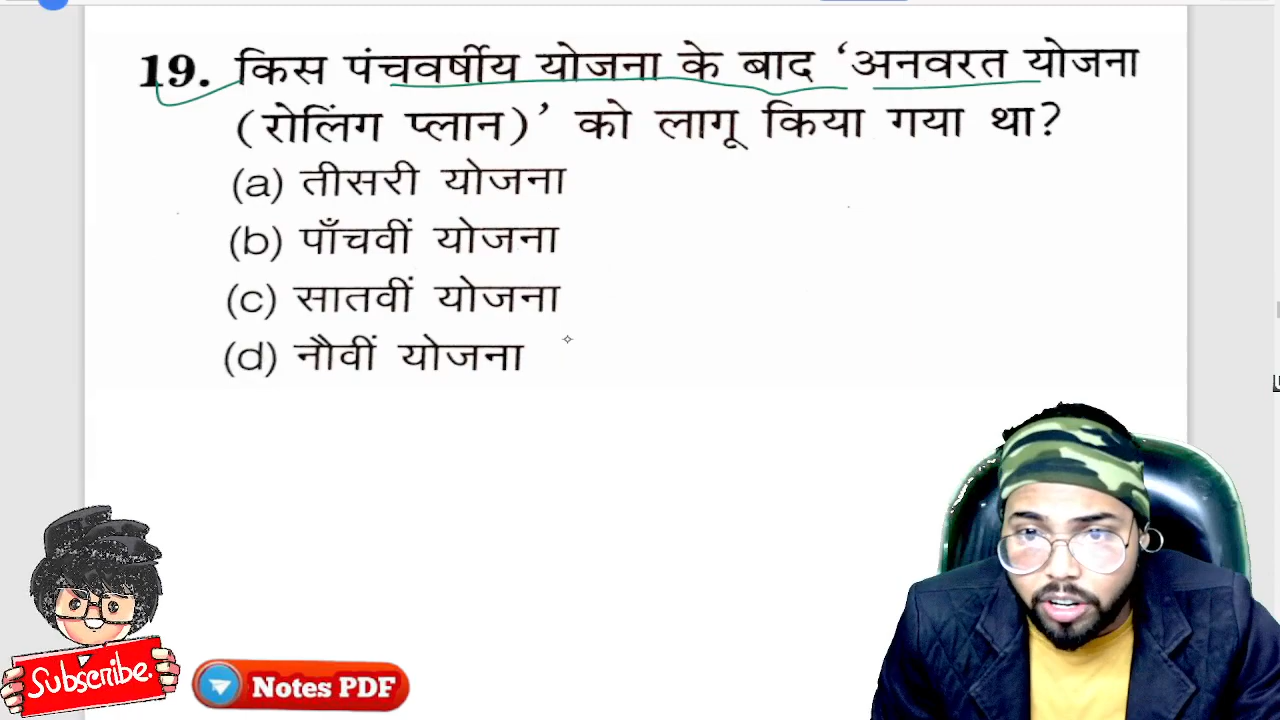 19. किस पंचवर्षीय योजना के बाद ‘अनवरत योजना
(रोलिंग प्लान)’ को लागू किया गया था?
(a) तीसरी योजना
(b) पाँचवीं योजना
(c) सातवीं योजना
(d) नौवीं योजना
Subscribe
Notes PDF